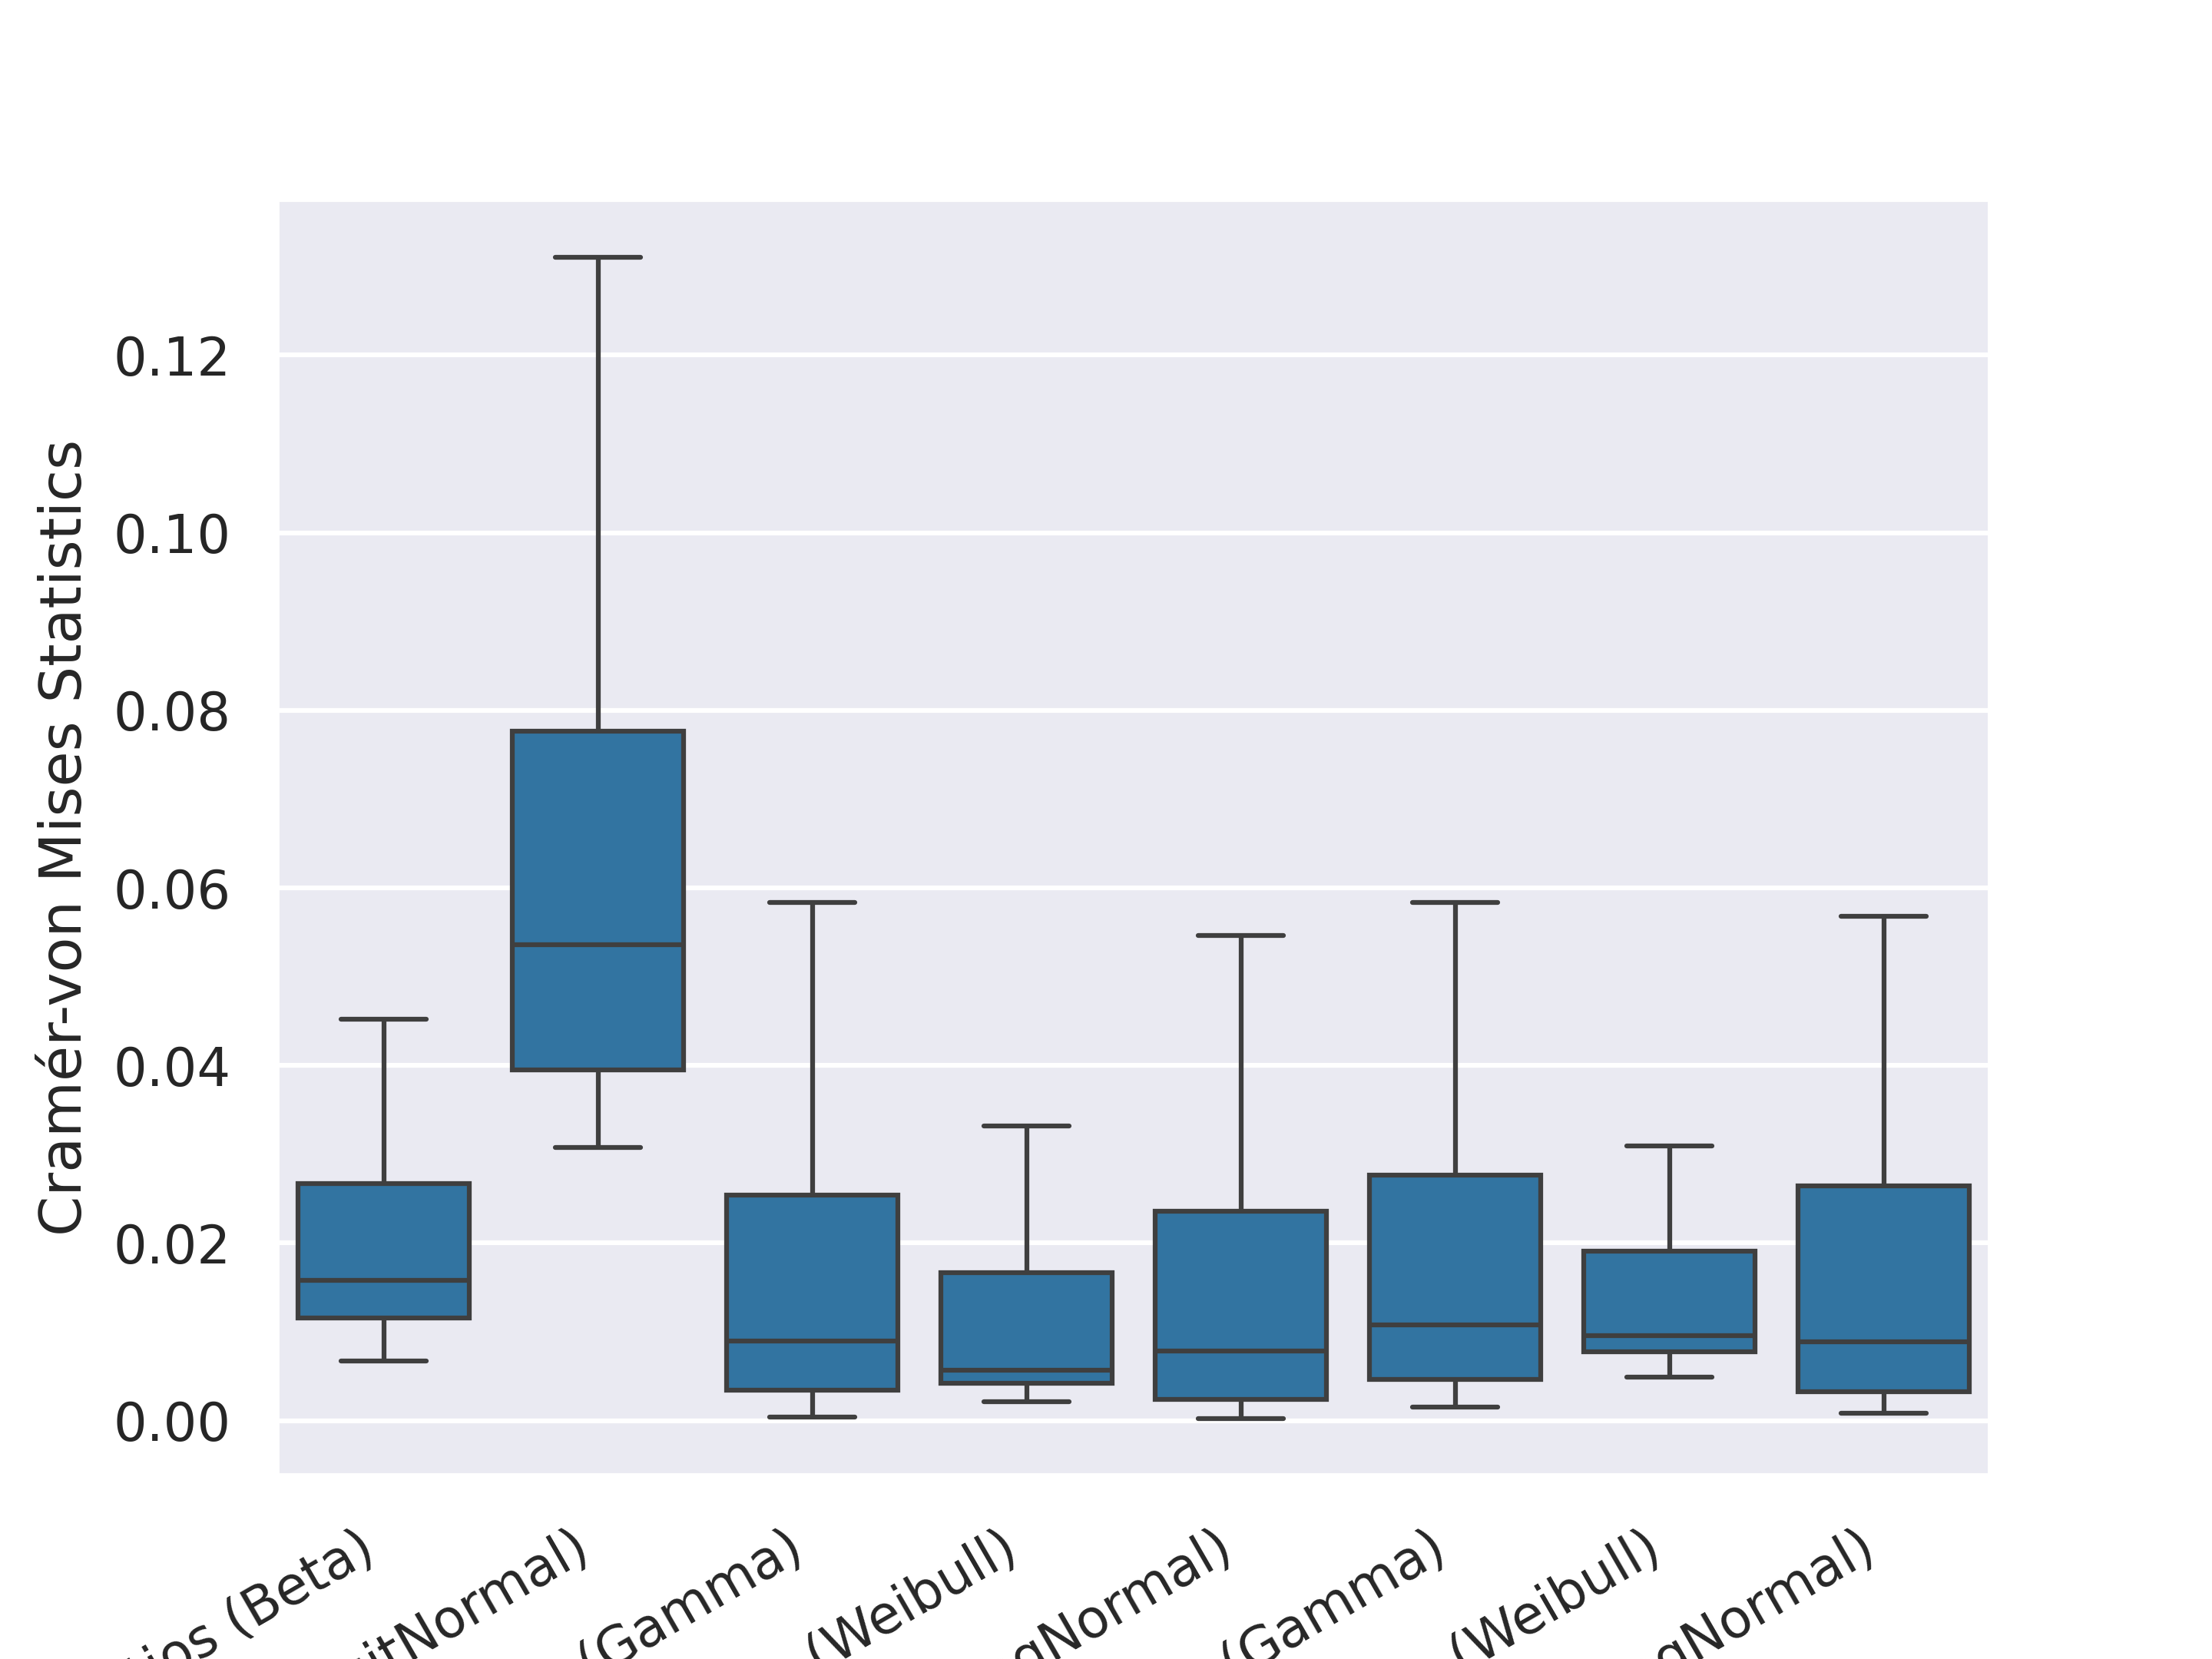 Cramér-von Mises Statistics
0.12
0.10
0.08
0.06
0.04
0.02
0.00
(Beta)
(Gamma)
(Weibull)
(Gamma)
(Weibull)